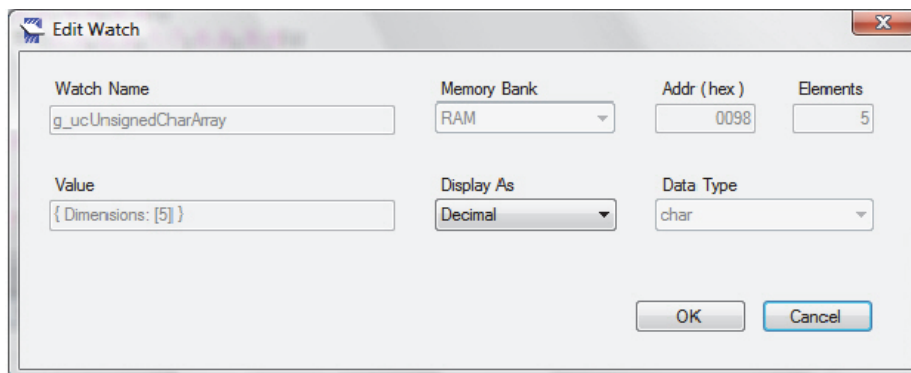 Edit Watch
Watch Name Memory Bank Addr (hex) Elements
g_ucUnsignedCharArray RAM 0098 5
Value Display As Data Type
{ Dimensions: [5] } Decimal char
OK Cancel